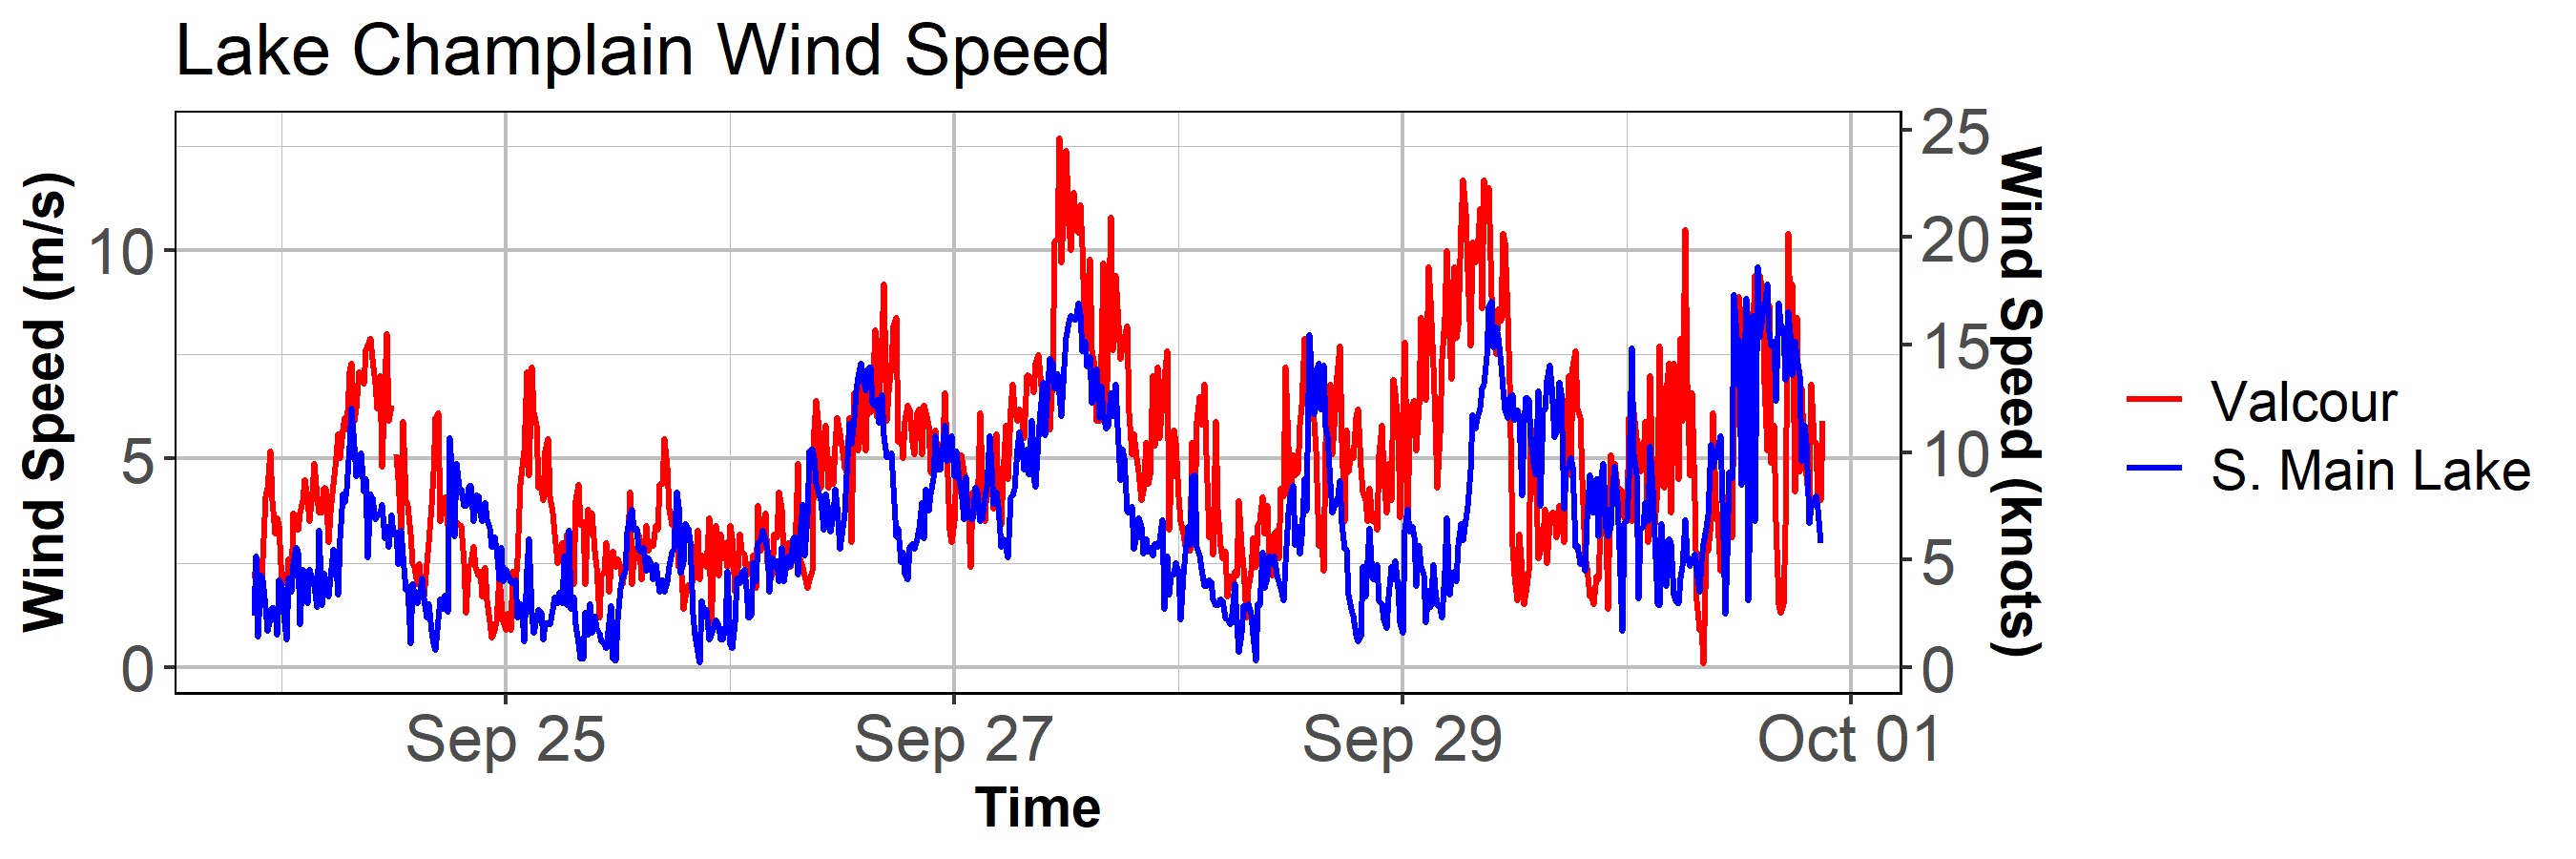 Lake Champlain Wind Speed
Wind Speed (m/s)
10
5
0
25
20
15
10
5
0
Wind Speed (knots)
Sep 25
Sep 27
Sep 29
Oct 01
Time
Valcour
S. Main Lake